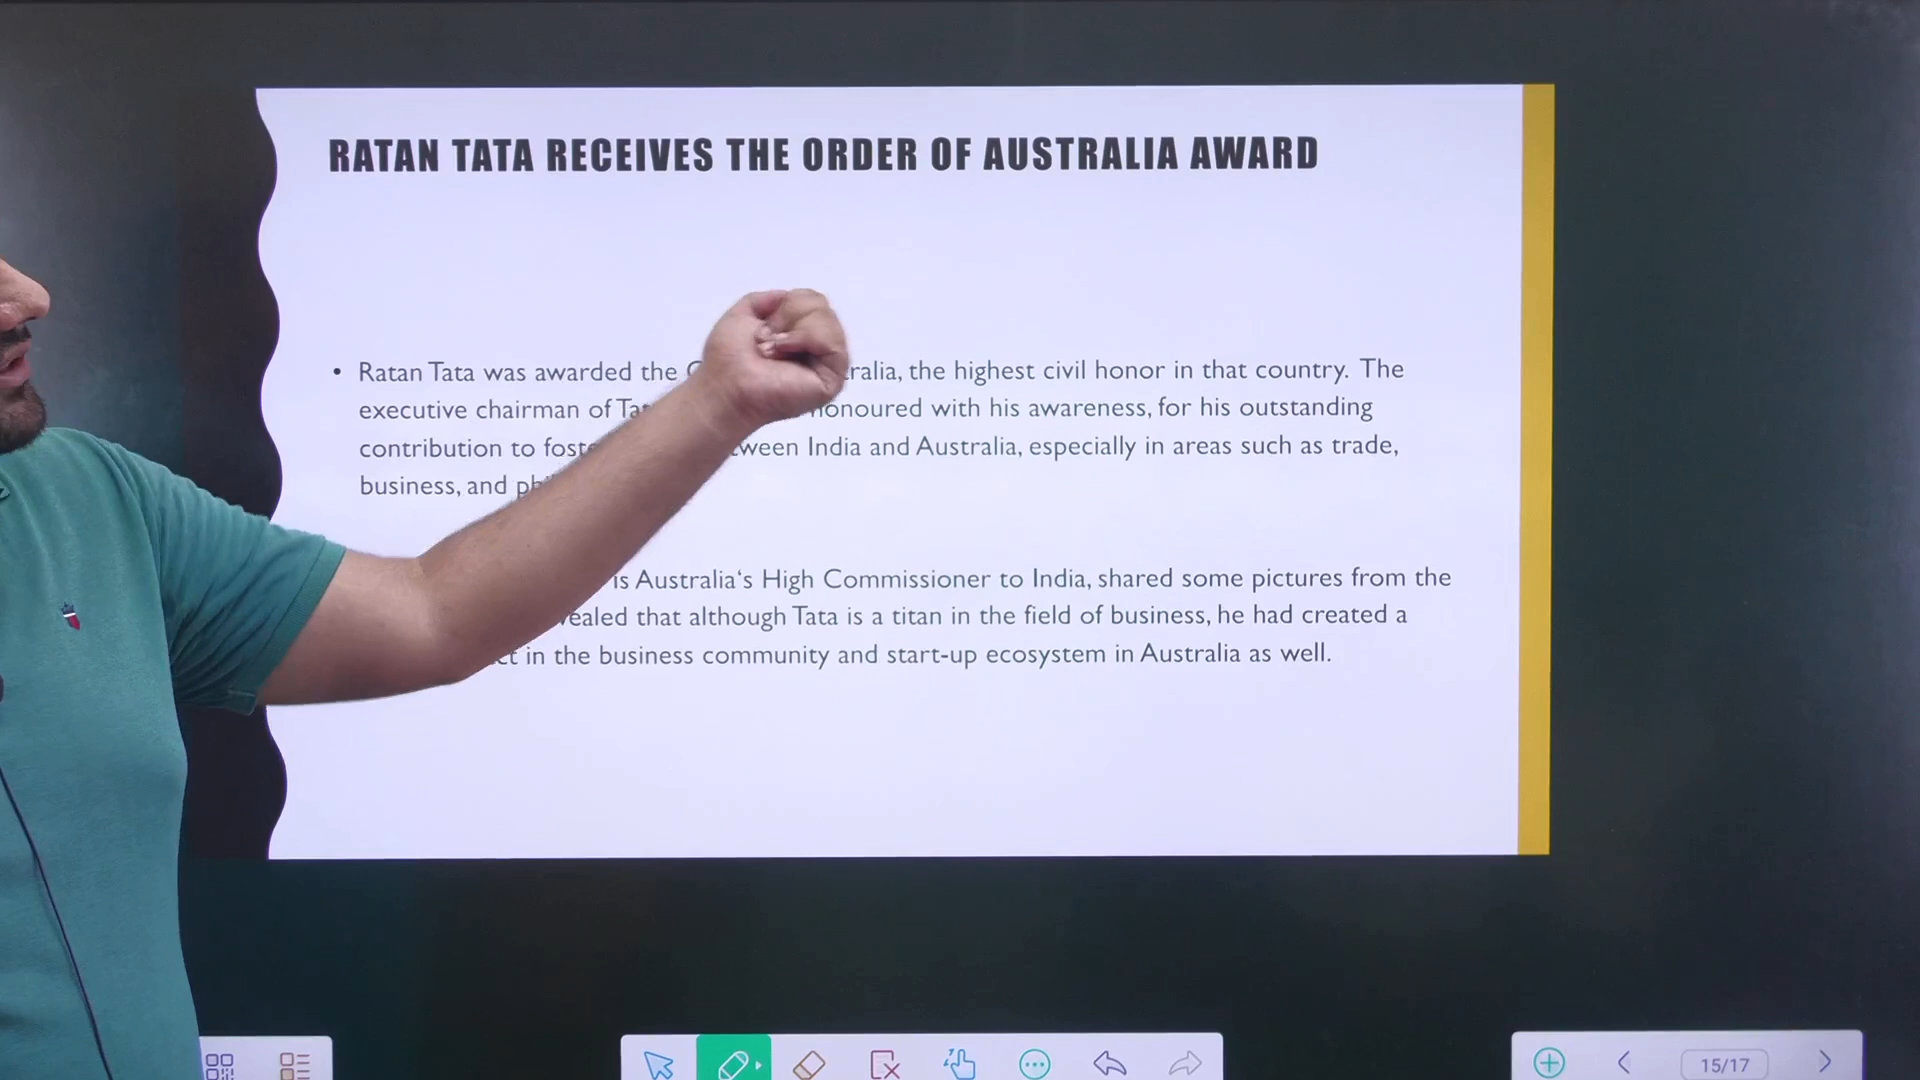 RATAN TATA RECEIVES THE ORDER OF AUSTRALIA AWARD
• Ratan Tata was awarded the the highest civil honor in that country. The
executive chairman of honoured with his awareness, for his outstanding
contribution to between India and Australia, especially in areas such as trade,
business, and
is Australia‘s High Commissioner to India, shared some pictures from the
that although Tata is a titan in the field of business, he had created a
in the business community and start-up ecosystem in Australia as well.
15/17